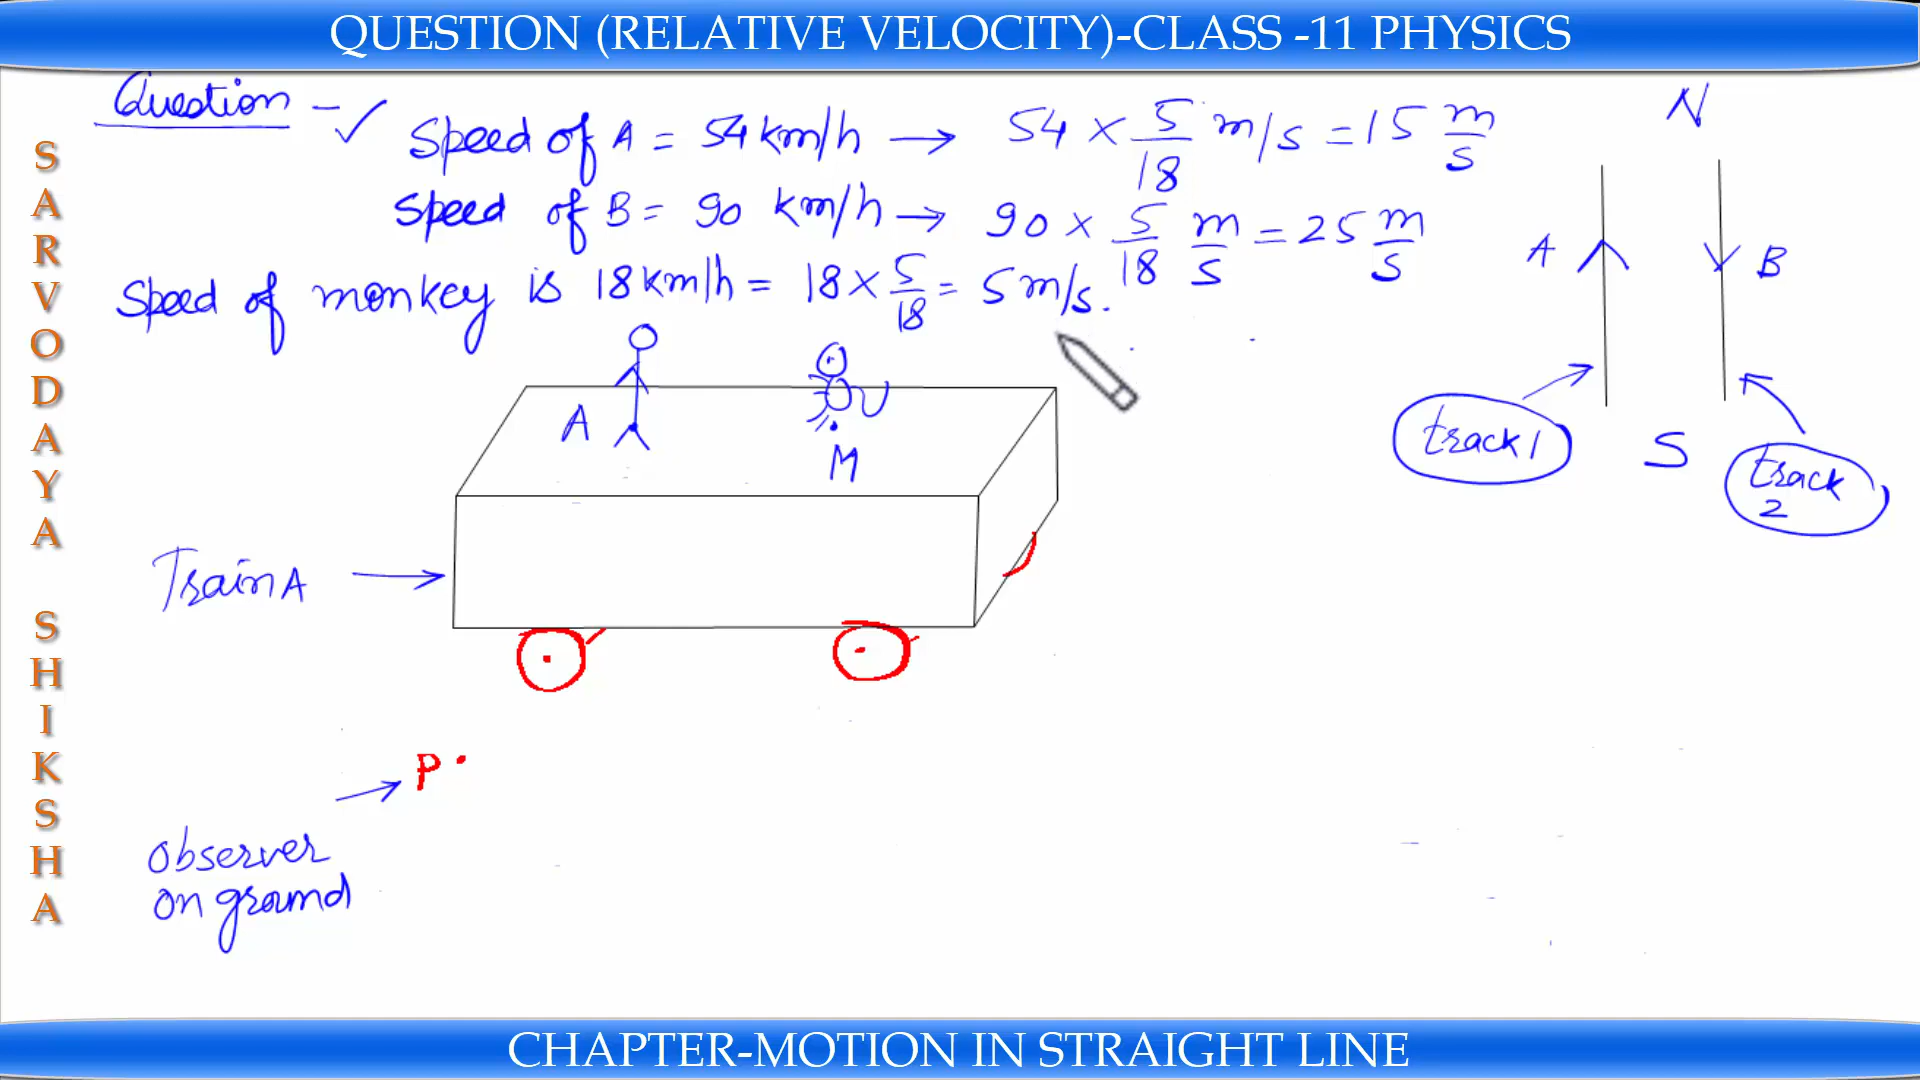 QUESTION (RELATIVE VELOCITY)-CLASS -11 PHYSICS
Question - ✓
Speed of A = 54 km/h → 54 × 5/18 m/s = 15 m/s
Speed of B = 90 km/h → 90 × 5/18 m/s = 25 m/s
Speed of monkey is 18 km/h = 18 × 5/18 = 5 m/s.
N
A
B
track 1
S
track 2
A
M
Train A
P
observer
on ground
SARVODAYA SHIKSHA
CHAPTER-MOTION IN STRAIGHT LINE